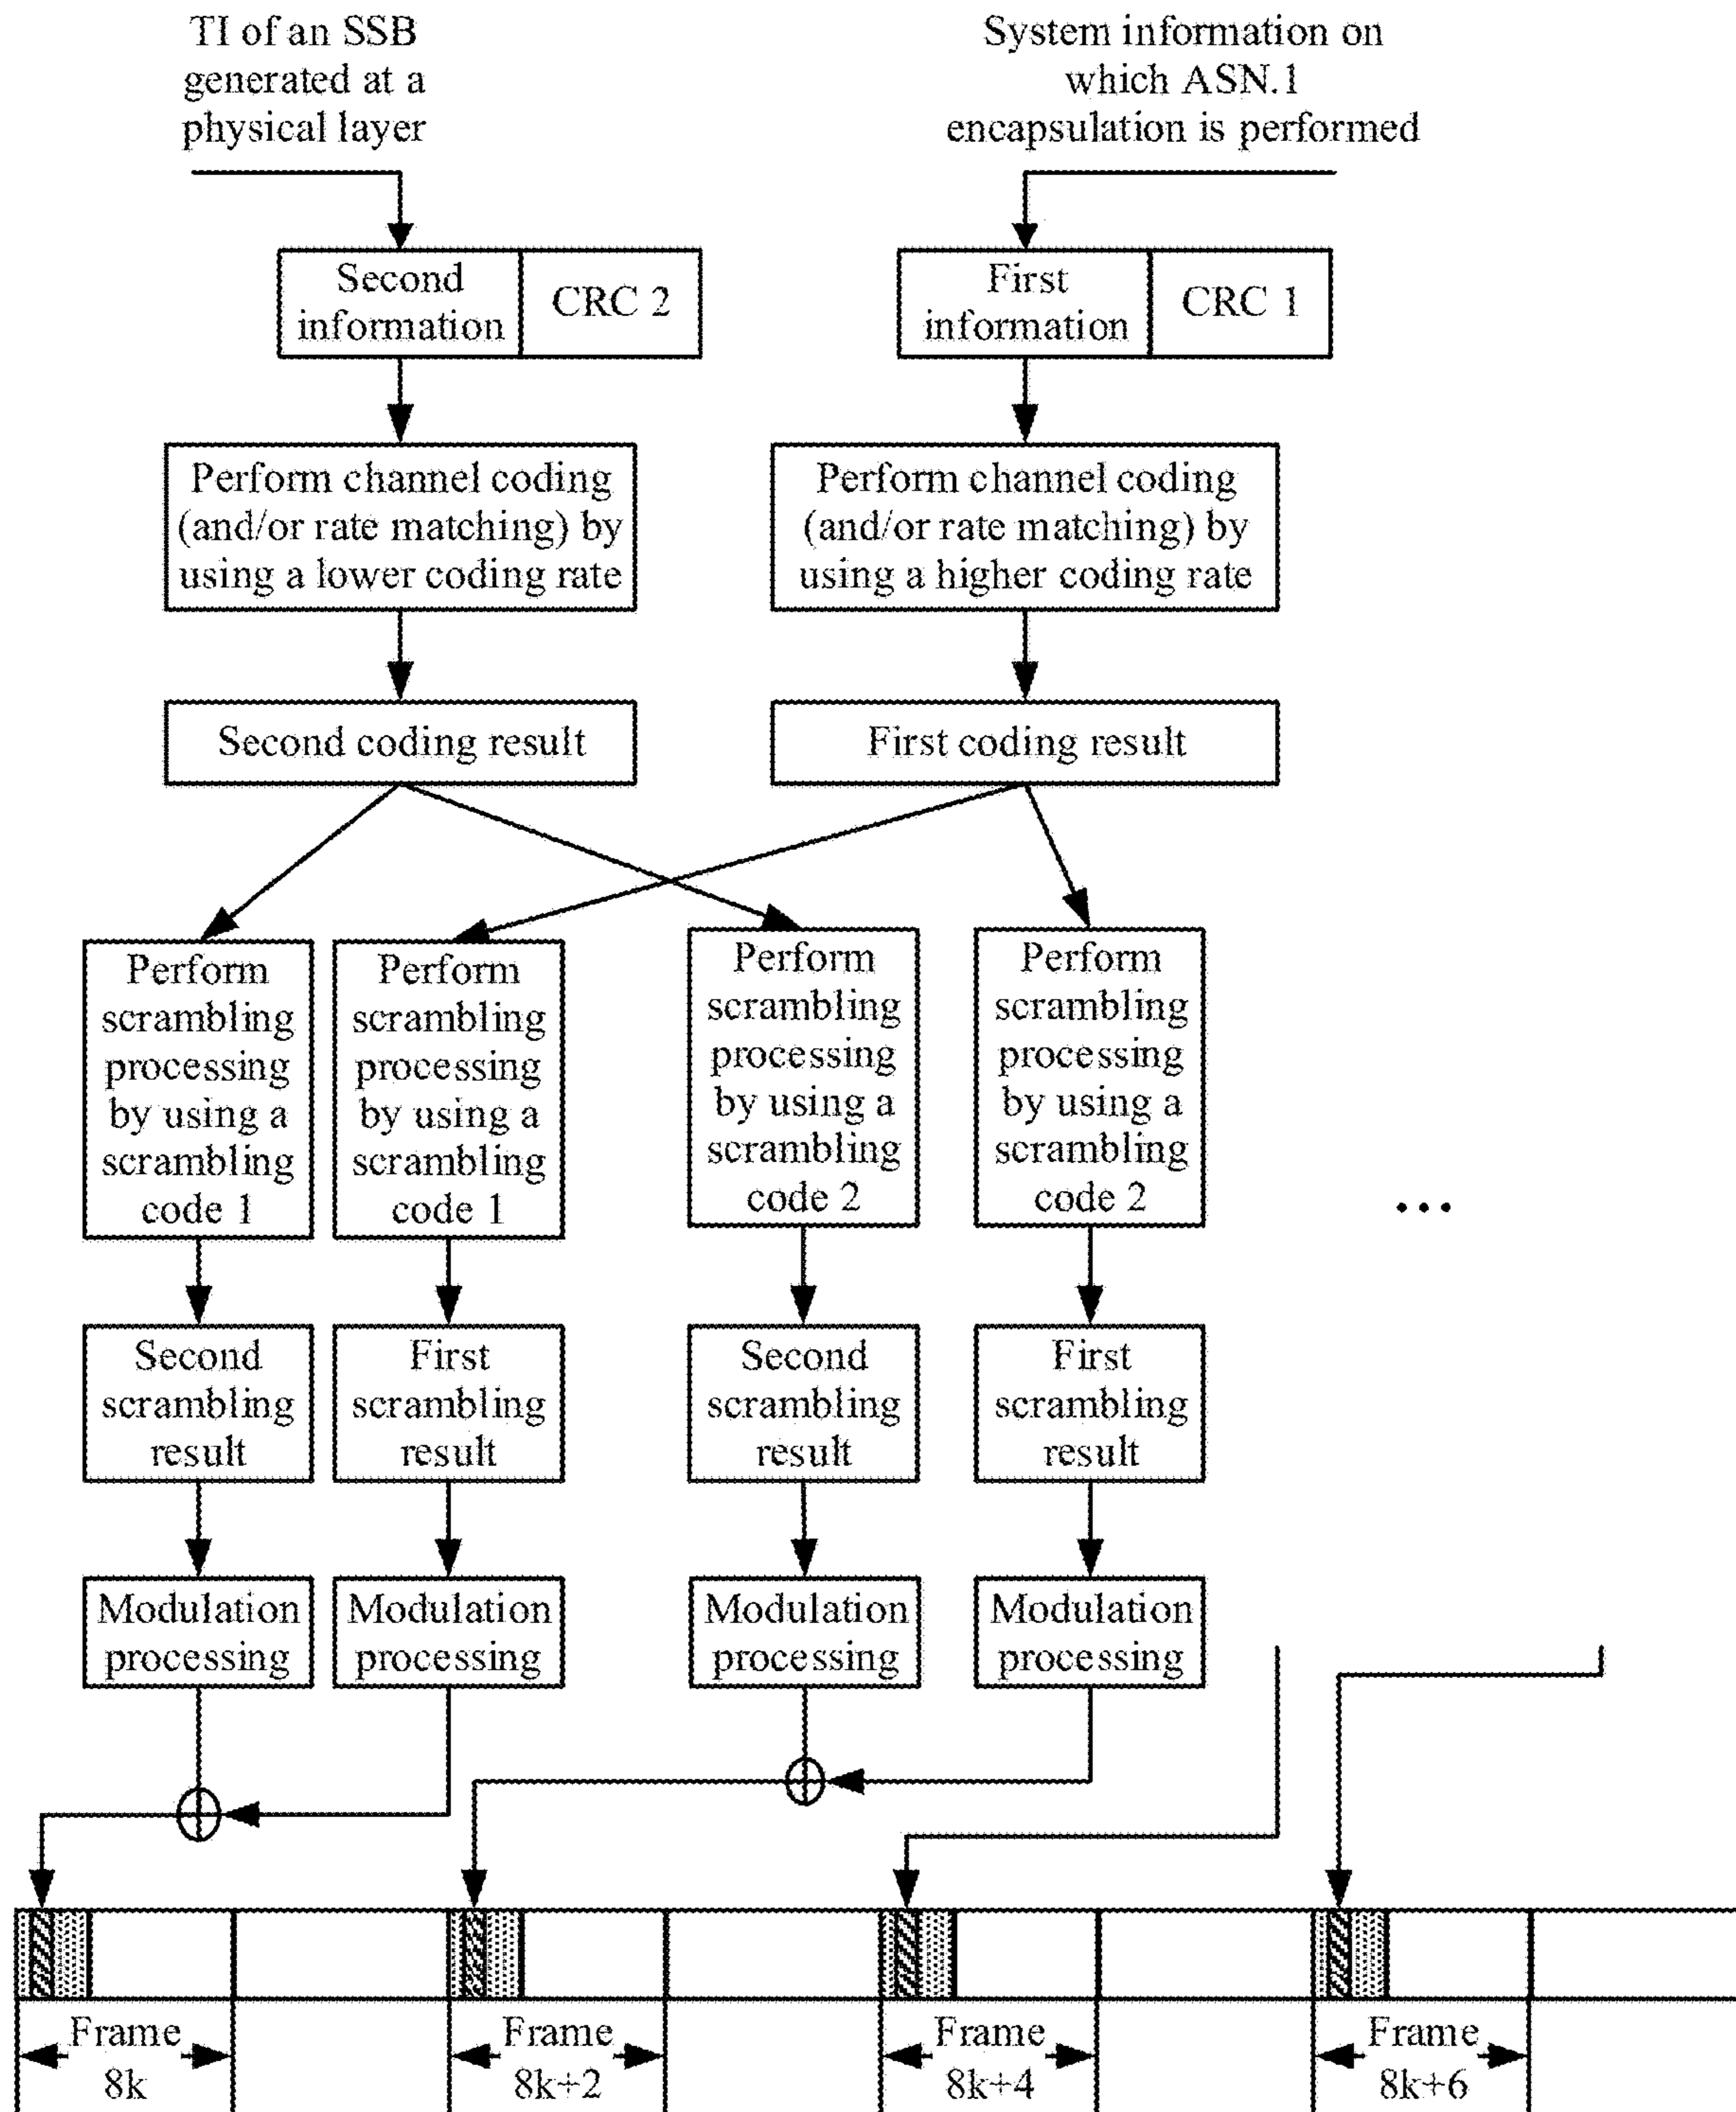 TI of an SSB
generated at a
physical layer
System information on
which ASN.1
encapsulation is performed
Second
information
CRC 2
First
information
CRC 1
Perform channel coding
(and/or rate matching) by
using a lower coding rate
Perform channel coding
(and/or rate matching) by
using a higher coding rate
Second coding result
First coding result
Perform
scrambling
processing
by using a
scrambling
code 1
Perform
scrambling
processing
by using a
scrambling
code 1
Perform
scrambling
processing
by using a
scrambling
code 2
Perform
scrambling
processing
by using a
scrambling
code 2
...
Second
scrambling
result
First
scrambling
result
Second
scrambling
result
First
scrambling
result
Modulation
processing
Modulation
processing
Modulation
processing
Modulation
processing
Frame
8k
Frame
8k+2
Frame
8k+4
Frame
8k+6